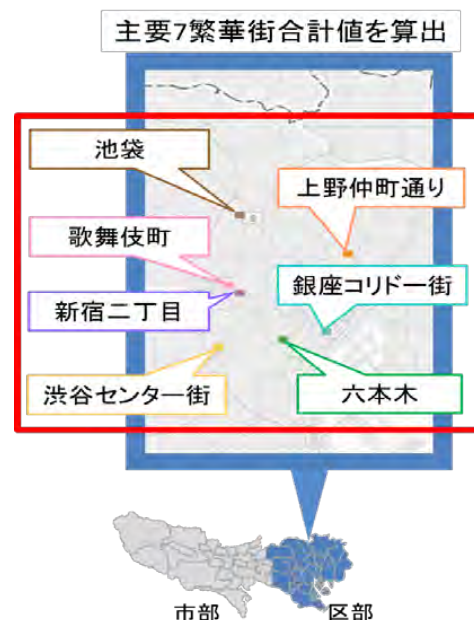 主要7繁華街合計値を算出
池袋
上野仲町通り
歌舞伎町
銀座コリドー街
新宿二丁目
渋谷センター街
六本木
市部
区部